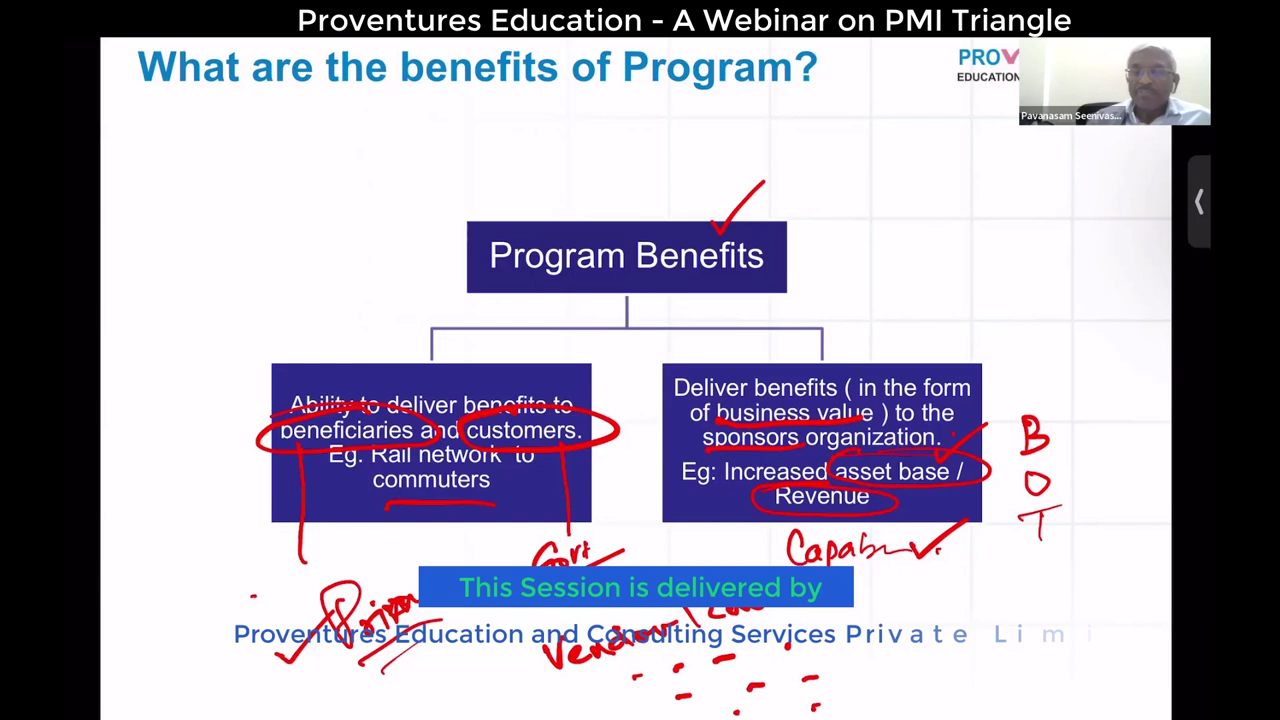 Proventures Education - A Webinar on PMI Triangle
What are the benefits of Program?
PROV
EDUCATION
Pavanasam Seenivas...
Program Benefits
Ability to deliver benefits to
beneficiaries and customers.
Eg. Rail network to
commuters
Deliver benefits ( in the form
of business value ) to the
sponsors organization.
Eg: Increased asset base /
Revenue
B
O
T
This Session is delivered by
Proventures Education and Consulting Services Private Limi